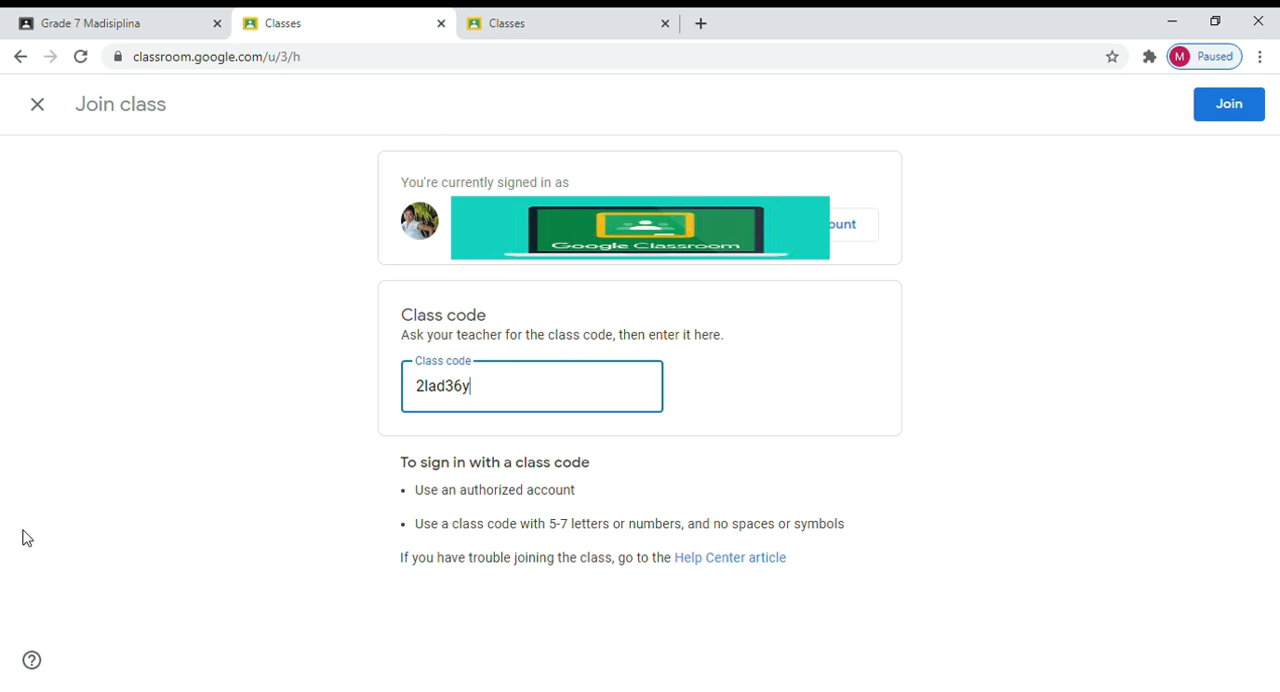 Grade 7 Madisiplina
Classes
Classes
classroom.google.com/u/3/h
M Paused
Join class
Join
You're currently signed in as
Google Classroom
ount
Class code
Ask your teacher for the class code, then enter it here.
Class code
2lad36y
To sign in with a class code
• Use an authorized account
• Use a class code with 5-7 letters or numbers, and no spaces or symbols
If you have trouble joining the class, go to the Help Center article